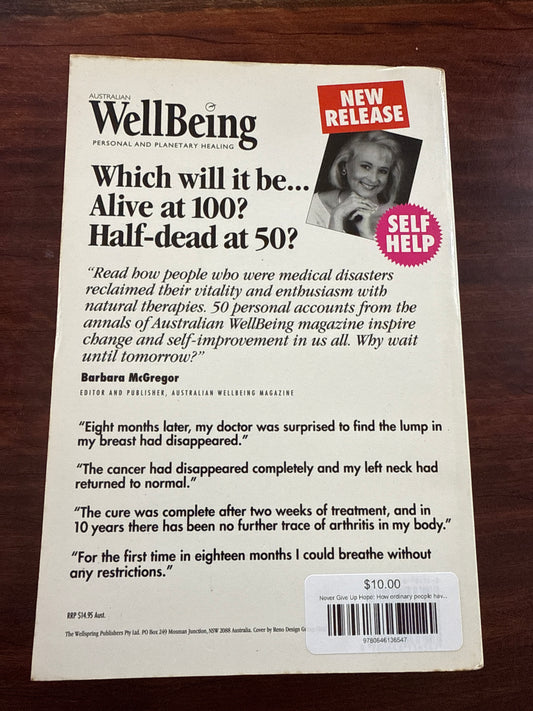 AUSTRALIAN
WellBeing
PERSONAL AND PLANETARY HEALING
NEW
RELEASE
Which will it be...
Alive at 100?
Half-dead at 50?
SELF
HELP
“Read how people who were medical disasters
reclaimed their vitality and enthusiasm with
natural therapies. 50 personal accounts from the
annals of Australian WellBeing magazine inspire
change and self-improvement in us all. Why wait
until tomorrow?”
Barbara McGregor
EDITOR AND PUBLISHER, AUSTRALIAN WELLBEING MAGAZINE
“Eight months later, my doctor was surprised to find the lump in
my breast had disappeared.”
“The cancer had disappeared completely and my left neck had
returned to normal.”
“The cure was complete after two weeks of treatment, and in
10 years there has been no further trace of arthritis in my body.”
“For the first time in eighteen months I could breathe without
any restrictions.”
RRP $14.95 Aust.
The Wellspring Publishers Pty Ltd. PO Box 249 Mosman Junction, NSW 2088 Australia. Cover by Reno Design
$10.00
Never Give Up Hope: How ordinary people hav...
9780646136547